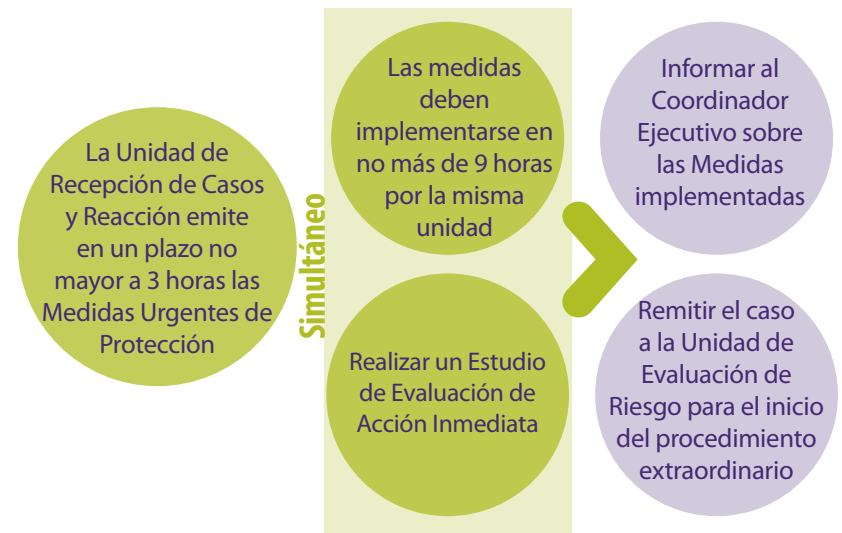 La Unidad de
Recepción de Casos
y Reacción emite
en un plazo no
mayor a 3 horas las
Medidas Urgentes de
Protección
Simultáneo
Las medidas
deben
implementarse en
no más de 9 horas
por la misma
unidad
Realizar un Estudio
de Evaluación de
Acción Inmediata
Informar al
Coordinador
Ejecutivo sobre
las Medidas
implementadas
Remitir el caso
a la Unidad de
Evaluación de
Riesgo para el inicio
del procedimiento
extraordinario